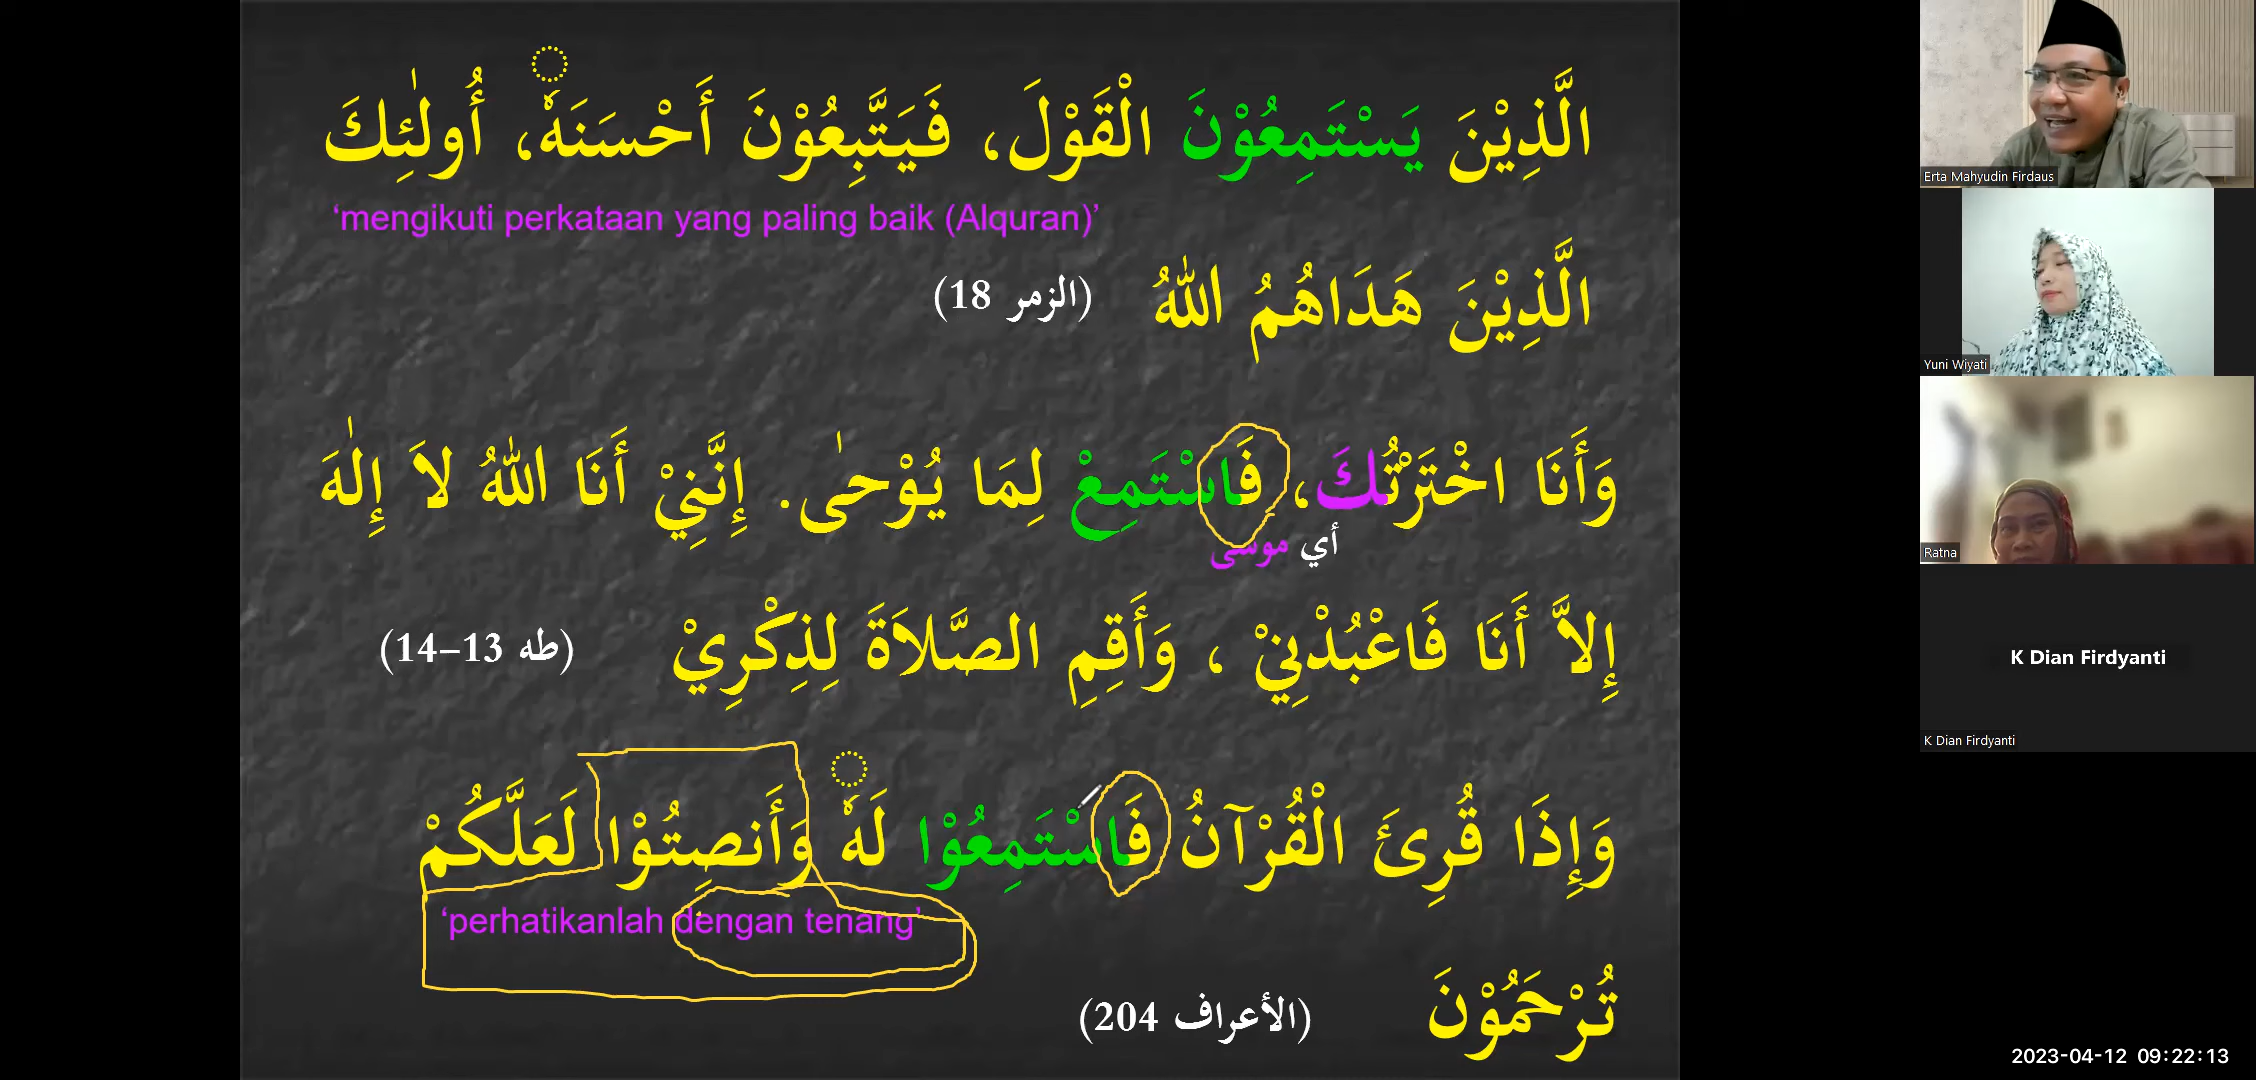 الَّذِيْنَ يَسْتَمِعُوْنَ الْقَوْلَ، فَيَتَّبِعُوْنَ أَحْسَنَهٗ، أُولٰئِكَ
‘mengikuti perkataan yang paling baik (Alquran)’
الَّذِيْنَ هَدَاهُمُ اللّٰهُ (الزمر 18)
وَأَنَا اخْتَرْتُكَ، فَاسْتَمِعْ لِمَا يُوْحٰى. إِنَّنِيْ أَنَا اللّٰهُ لاَ إِلٰهَ
أي موسى
إِلاَّ أَنَا فَاعْبُدْنِيْ ، وَأَقِمِ الصَّلاَةَ لِذِكْرِيْ (طه 13–14)
وَإِذَا قُرِئَ الْقُرْآنُ فَاسْتَمِعُوْا لَهٗ وَأَنصِتُوْا لَعَلَّكُمْ
‘perhatikanlah dengan tenang’
تُرْحَمُوْنَ (الأعراف 204)
Erta Mahyudin Firdaus
Yuni Wiyati
Ratna
K Dian Firdyanti
K Dian Firdyanti
2023-04-12 09:22:13